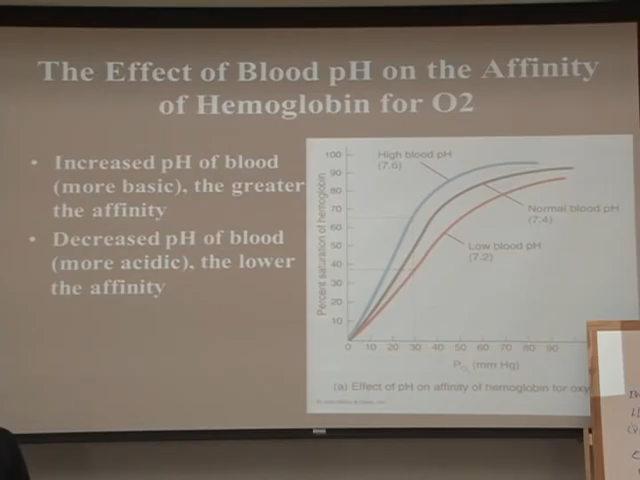 The Effect of Blood pH on the Affinity
of Hemoglobin for O2
• Increased pH of blood
(more basic), the greater
the affinity
• Decreased pH of blood
(more acidic), the lower
the affinity
Percent saturation of hemoglobin
100
90
80
70
60
50
40
30
20
10
0 10 20 30 40 50 60 70 80 90
High blood pH
(7.6)
Normal blood pH
(7.4)
Low blood pH
(7.2)
(mm Hg)
(a) Effect of pH on affinity of hemoglobin for